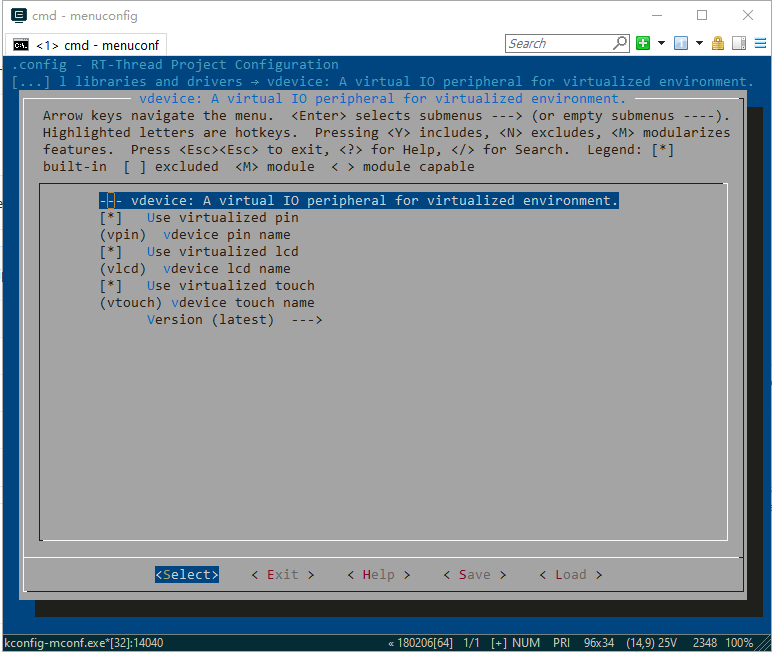 cmd - menuconfig
<1> cmd - menuconf
Search
.config - RT-Thread Project Configuration
[...] l libraries and drivers → vdevice: A virtual IO peripheral for virtualized environment.
vdevice: A virtual IO peripheral for virtualized environment.
Arrow keys navigate the menu.  <Enter> selects submenus ---> (or empty submenus ----).
Highlighted letters are hotkeys.  Pressing <Y> includes, <N> excludes, <M> modularizes
features.  Press <Esc><Esc> to exit, <?> for Help, </> for Search.  Legend: [*]
built-in  [ ] excluded  <M> module  < > module capable
--- vdevice: A virtual IO peripheral for virtualized environment.
[*]   Use virtualized pin
(vpin)  vdevice pin name
[*]   Use virtualized lcd
(vlcd)  vdevice lcd name
[*]   Use virtualized touch
(vtouch) vdevice touch name
Version (latest)  --->
<Select>    < Exit >    < Help >    < Save >    < Load >
kconfig-mconf.exe*[32]:14040    « 180206[64]  1/1  [+] NUM  PRI  96x34  (14,9) 25V  2348  100%